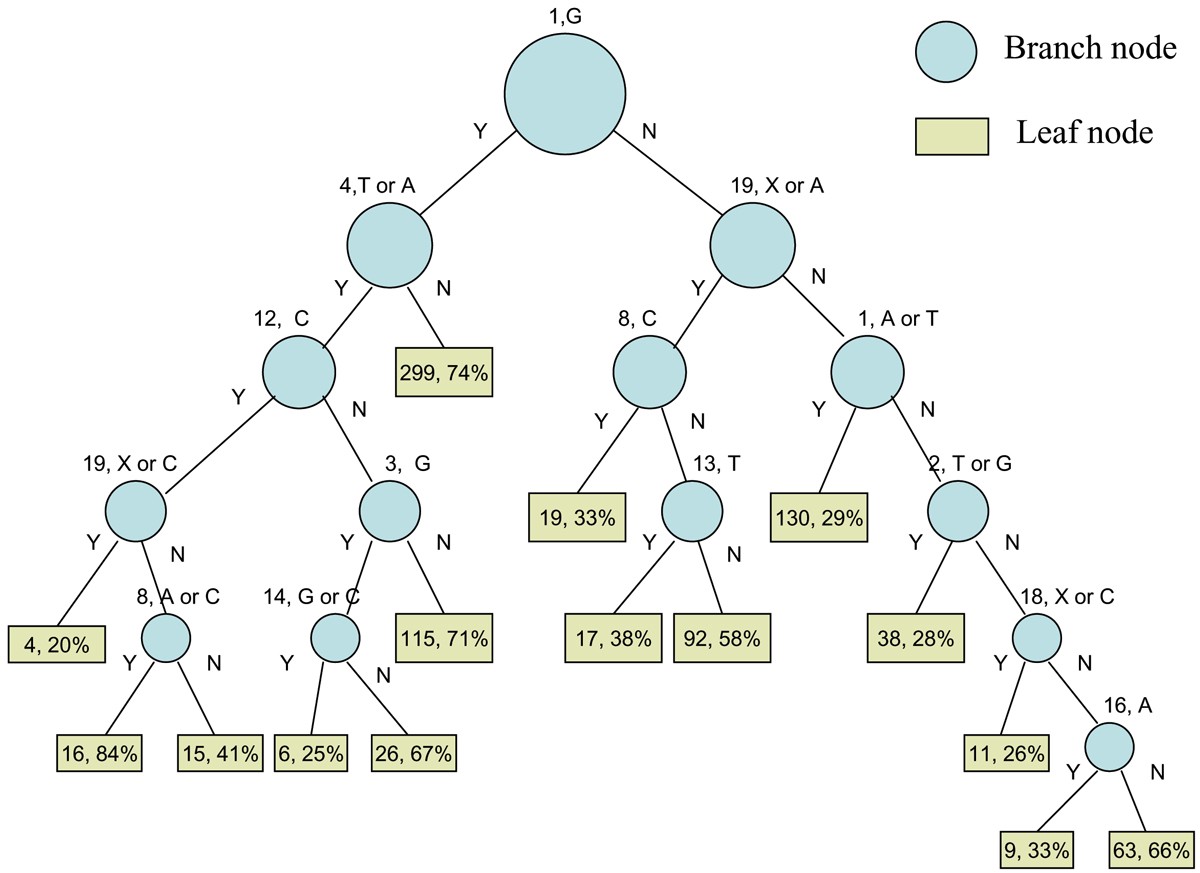 1,G
Branch node
Y
N
Leaf node
4,T or A
19, X or A
Y
N
Y
N
12, C
8, C
1, A or T
299, 74%
Y
N
Y
N
Y
N
19, X or C
3, G
13, T
2, T or G
19, 33%
130, 29%
Y
N
Y
N
Y
N
Y
N
8, A or C
14, G or C
18, X or C
4, 20%
115, 71%
17, 38%
92, 58%
38, 28%
Y
N
Y
N
Y
N
16, A
16, 84%
15, 41%
6, 25%
26, 67%
11, 26%
Y
N
9, 33%
63, 66%